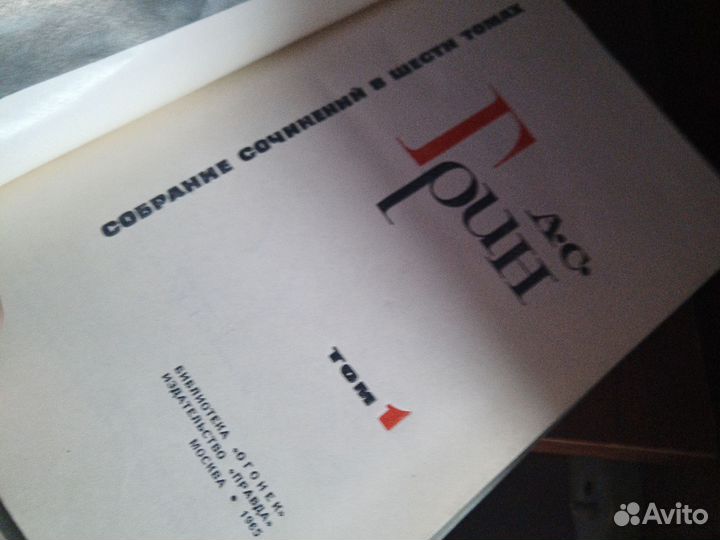 А.С.
Грин
СОБРАНИЕ СОЧИНЕНИЙ В ШЕСТИ ТОМАХ
ТОМ 1
БИБЛИОТЕКА «ОГОНЕК»
ИЗДАТЕЛЬСТВО «ПРАВДА»
МОСКВА • 1965
Avito